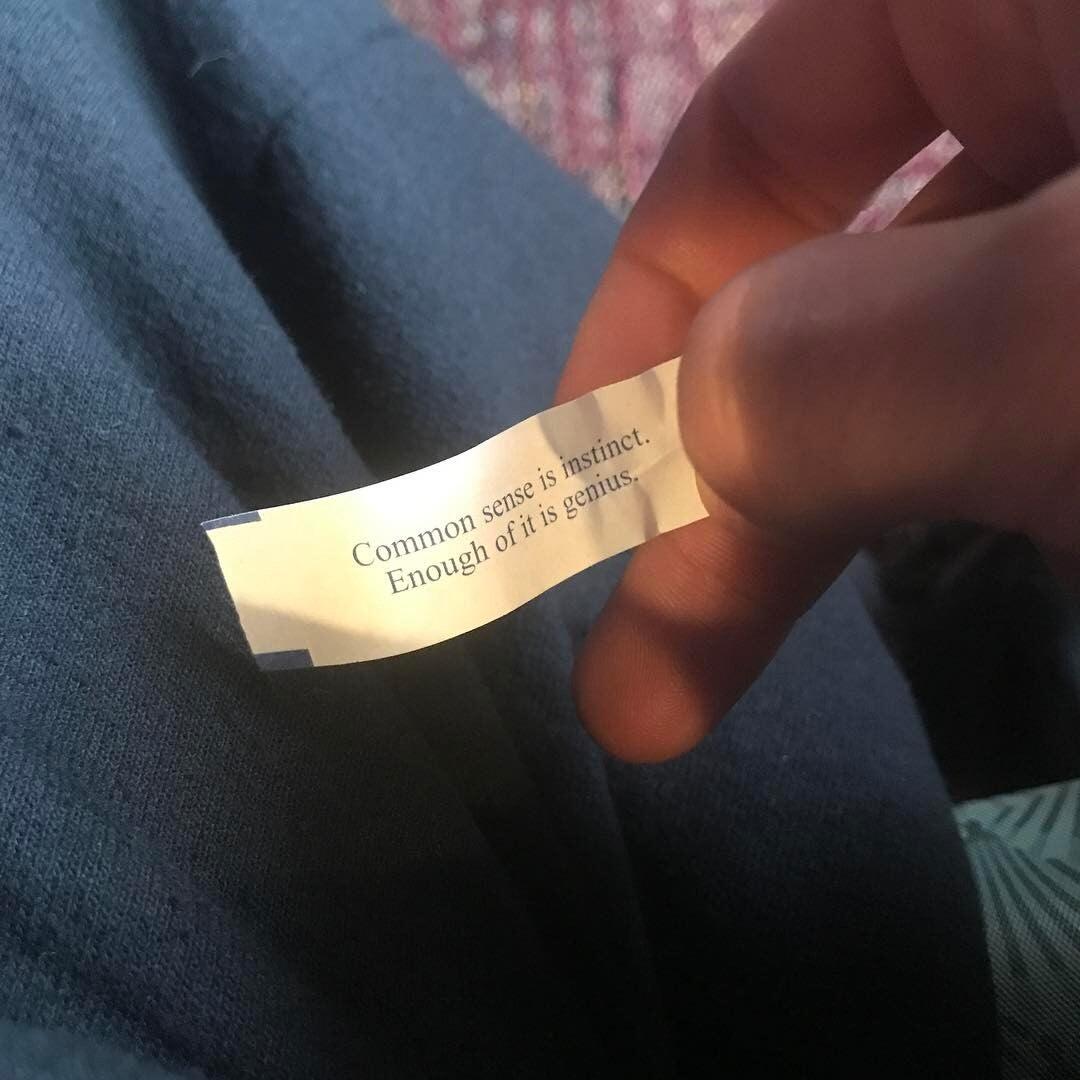 Common sense is instinct.
Enough of it is genius.